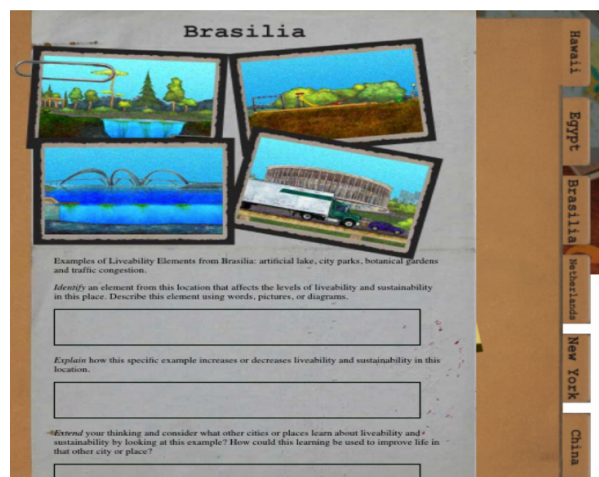 Brasilia
Examples of Liveability Elements from Brasilia: artificial lake, city parks, botanical gardens
and traffic congestion.
Identify an element from this location that affects the levels of liveability and sustainability
in this place. Describe this element using words, pictures, or diagrams.
Explain how this specific example increases or decreases liveability and sustainability in this
location.
Extend your thinking and consider what other cities or places learn about liveability and
sustainability by looking at this example? How could this learning be used to improve life in
that other city or place?
Hawaii
Egypt
Brasilia
Netherlands
New York
China